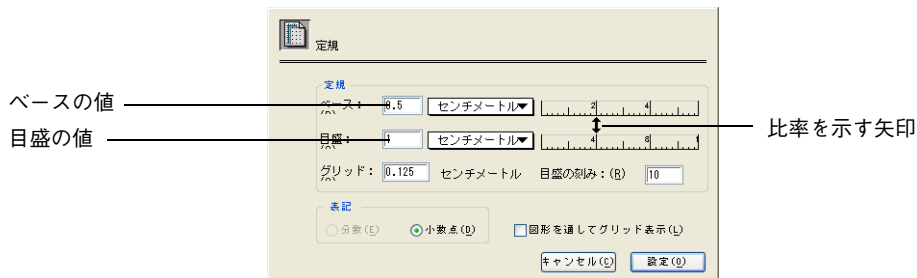 定規
定規
ベースの値
ベース： 0.5 センチメートル▼ 2 4
比率を示す矢印
目盛の値
目盛： 1 センチメートル▼ 4 8
グリッド： 0.125 センチメートル 目盛の刻み：(R) 10
表記
分数(E) 小数点(D) 図形を通してグリッド表示(L)
キャンセル(C) 設定(O)